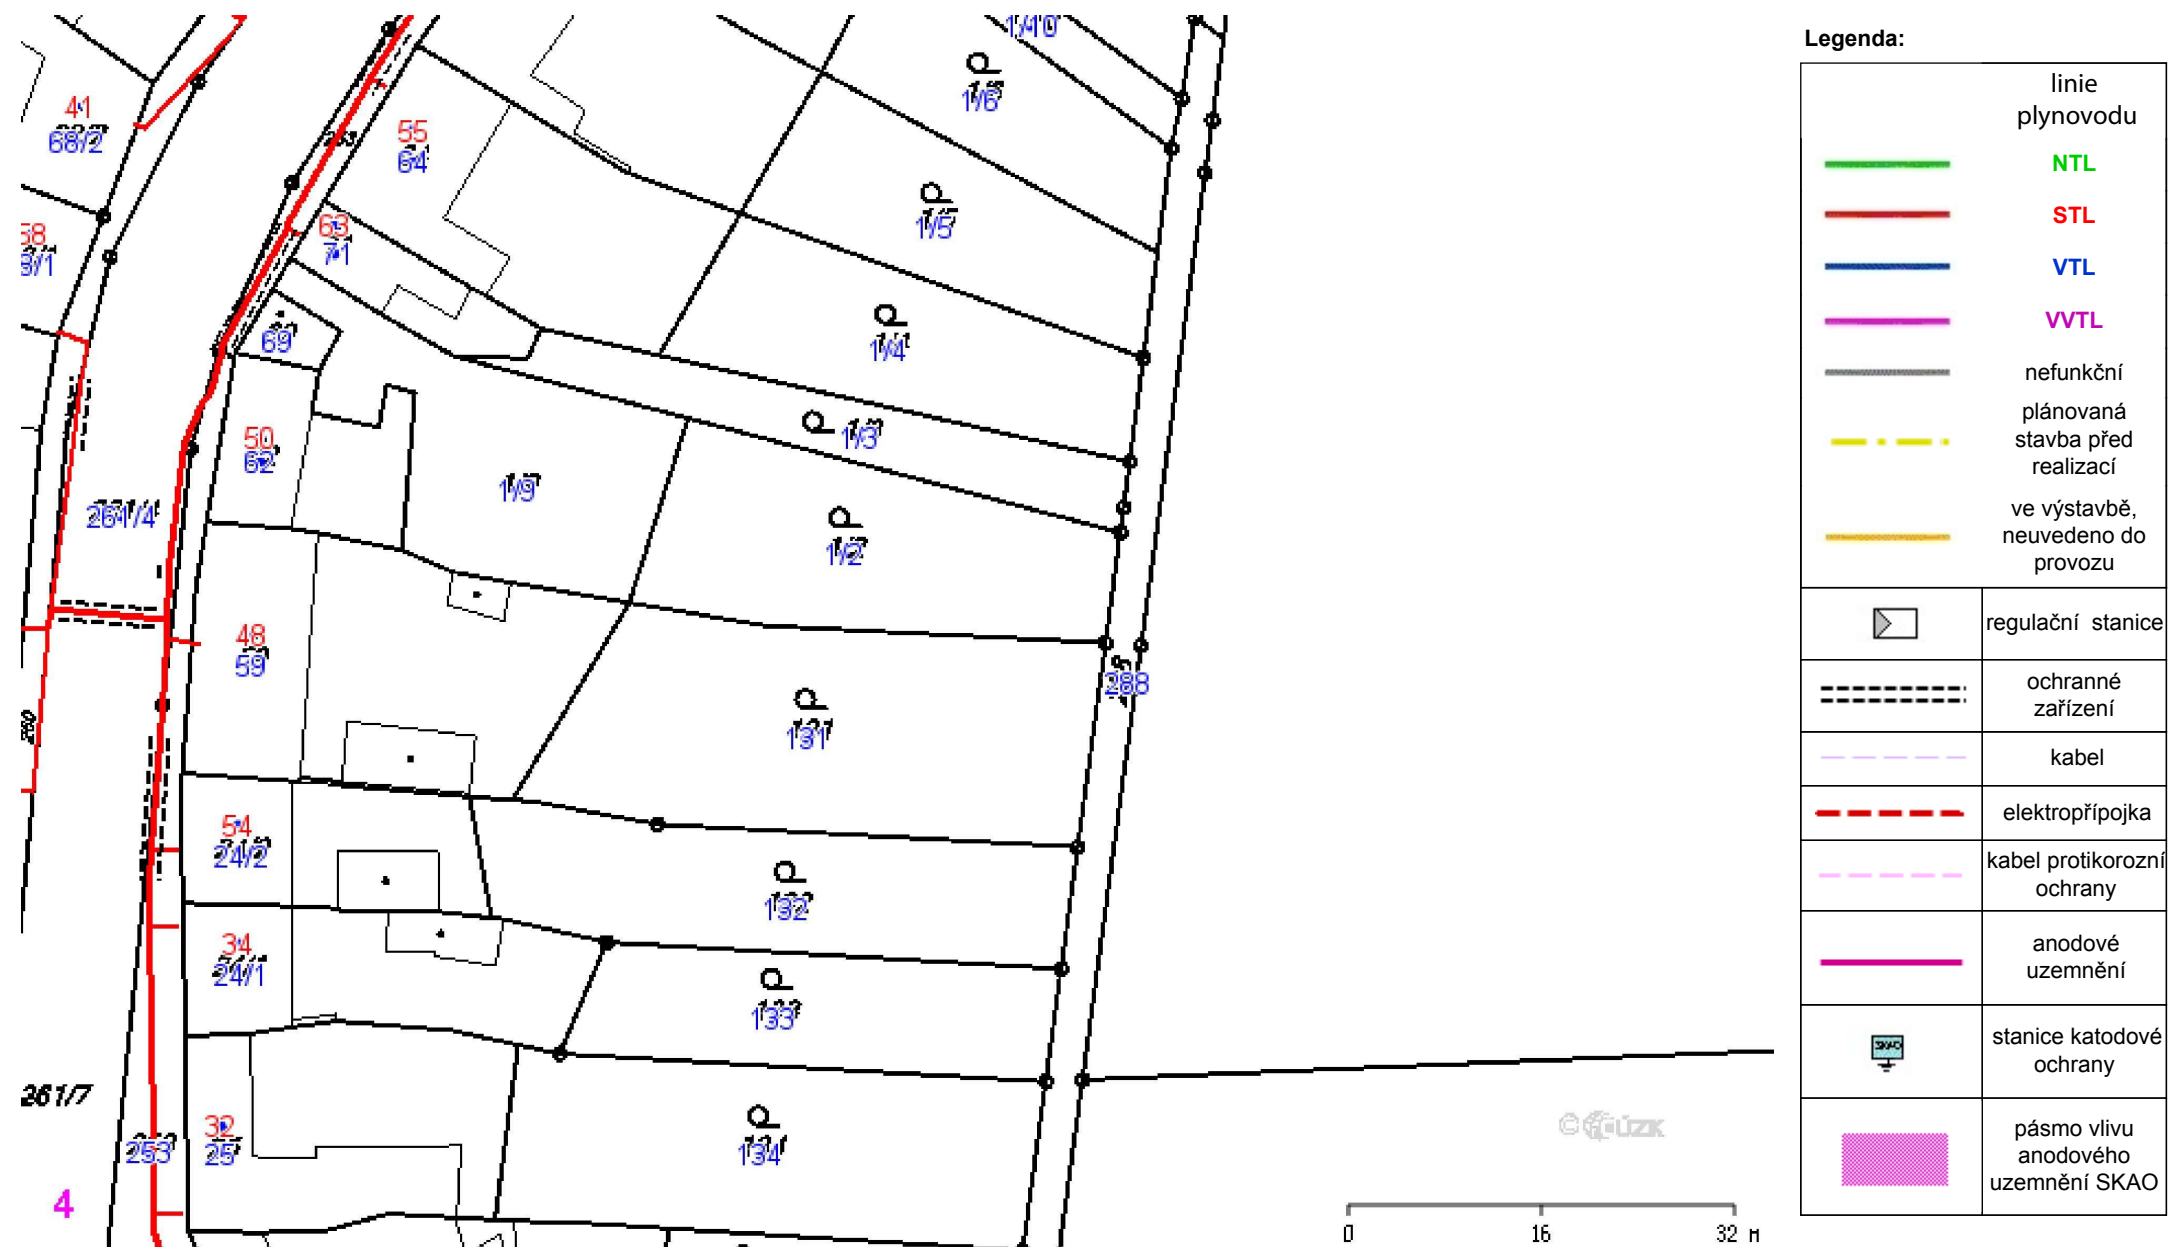 1/10
1/6
41
68/2
55
64
1/5
63
71
58
1/4
69
1/3
50
62
1/9
261/4
1/2
48
59
288
131
54
24/2
132
34
24/1
133
261/7
32
25
253
134
4
0 16 32 M
Legenda:
linie
plynovodu
NTL
STL
VTL
VVTL
nefunkční
plánovaná
stavba před
realizací
ve výstavbě,
neuvedeno do
provozu
regulační stanice
ochranné
zařízení
kabel
elektropřípojka
kabel protikorozní
ochrany
anodové
uzemnění
SKAO
stanice katodové
ochrany
pásmo vlivu
anodového
uzemnění SKAO